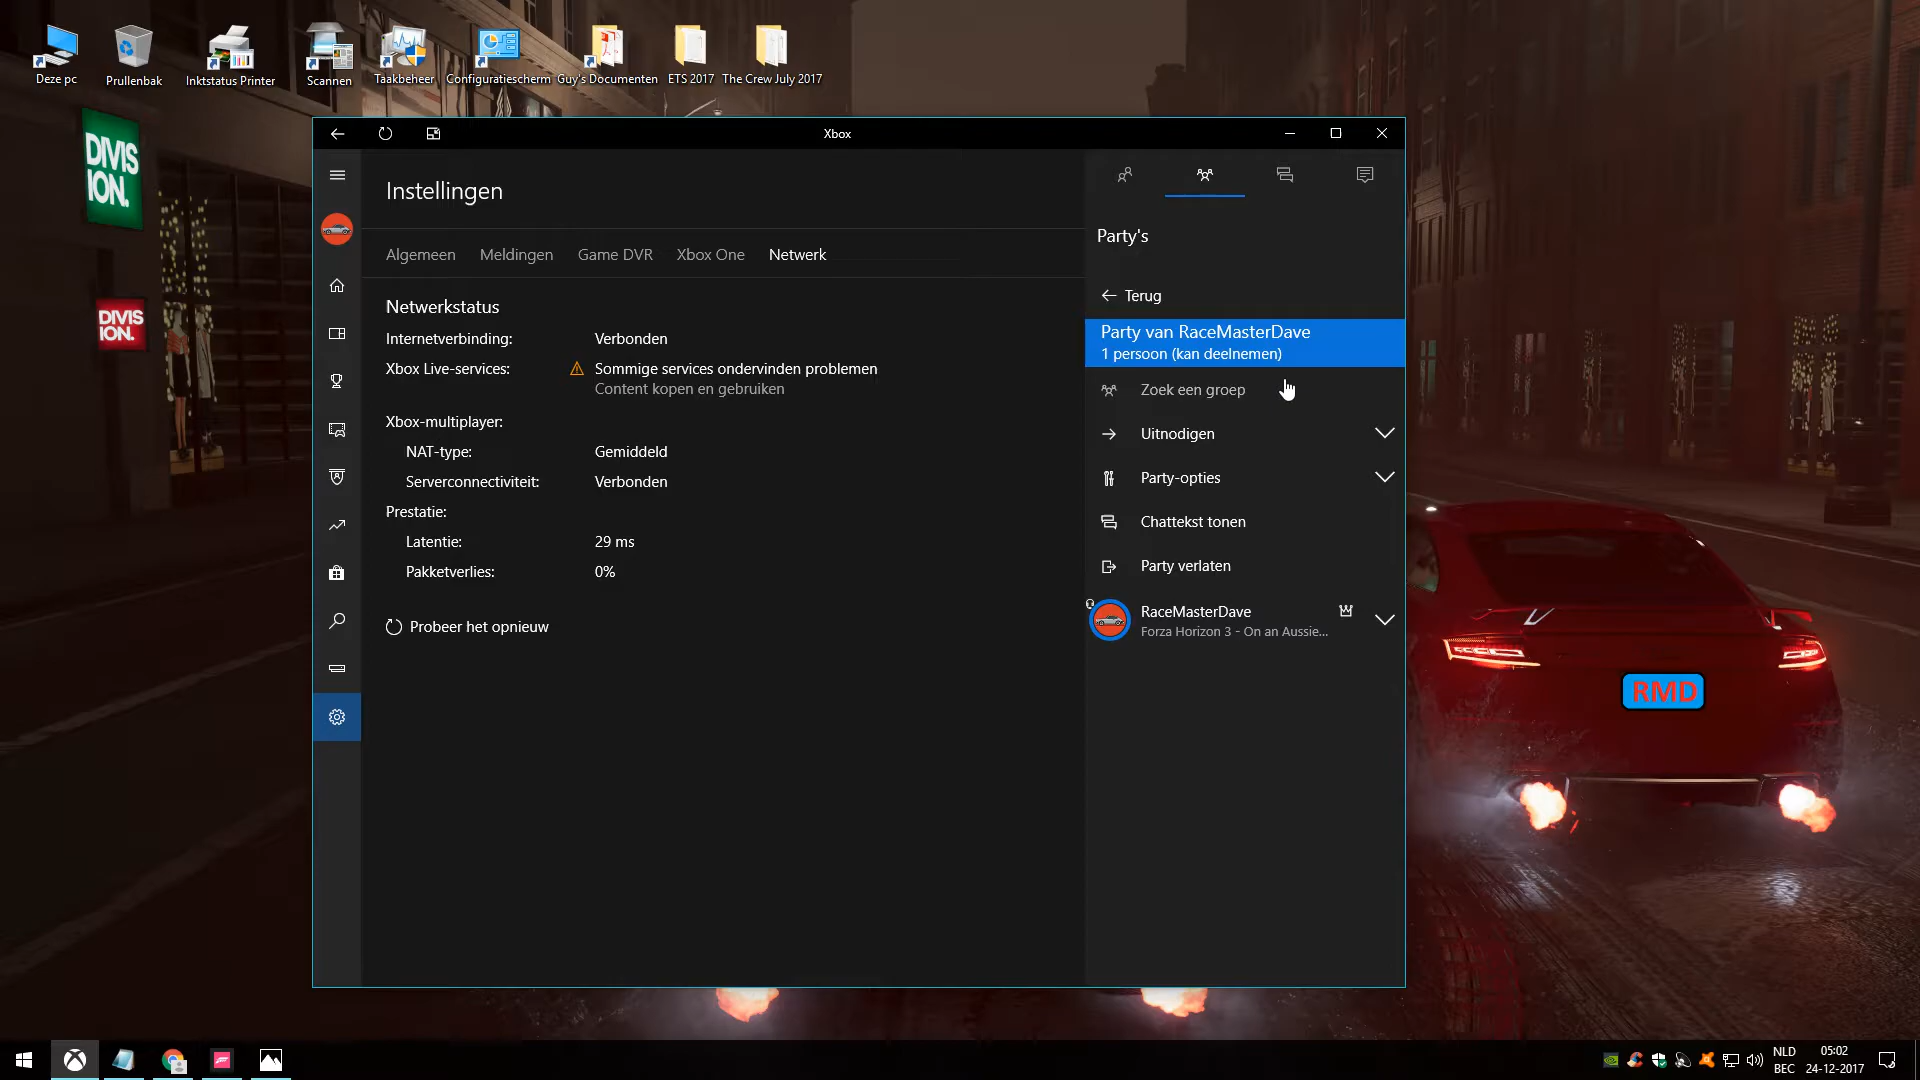 Deze pc
Prullenbak
Inktstatus Printer
Scannen
Taakbeheer
Configuratiescherm
Guy's Documenten
ETS 2017
The Crew July 2017
DIVIS
ION.
DIVIS
ION.
Xbox
Instellingen
Algemeen
Meldingen
Game DVR
Xbox One
Netwerk
Netwerkstatus
Internetverbinding: Verbonden
Xbox Live-services: Sommige services ondervinden problemen
Content kopen en gebruiken
Xbox-multiplayer:
NAT-type: Gemiddeld
Serverconnectiviteit: Verbonden
Prestatie:
Latentie: 29 ms
Pakketverlies: 0%
Probeer het opnieuw
Party's
Terug
Party van RaceMasterDave
1 persoon (kan deelnemen)
Zoek een groep
Uitnodigen
Party-opties
Chattekst tonen
Party verlaten
RaceMasterDave
Forza Horizon 3 - On an Aussie...
RMD
NLD
BEC
05:02
24-12-2017